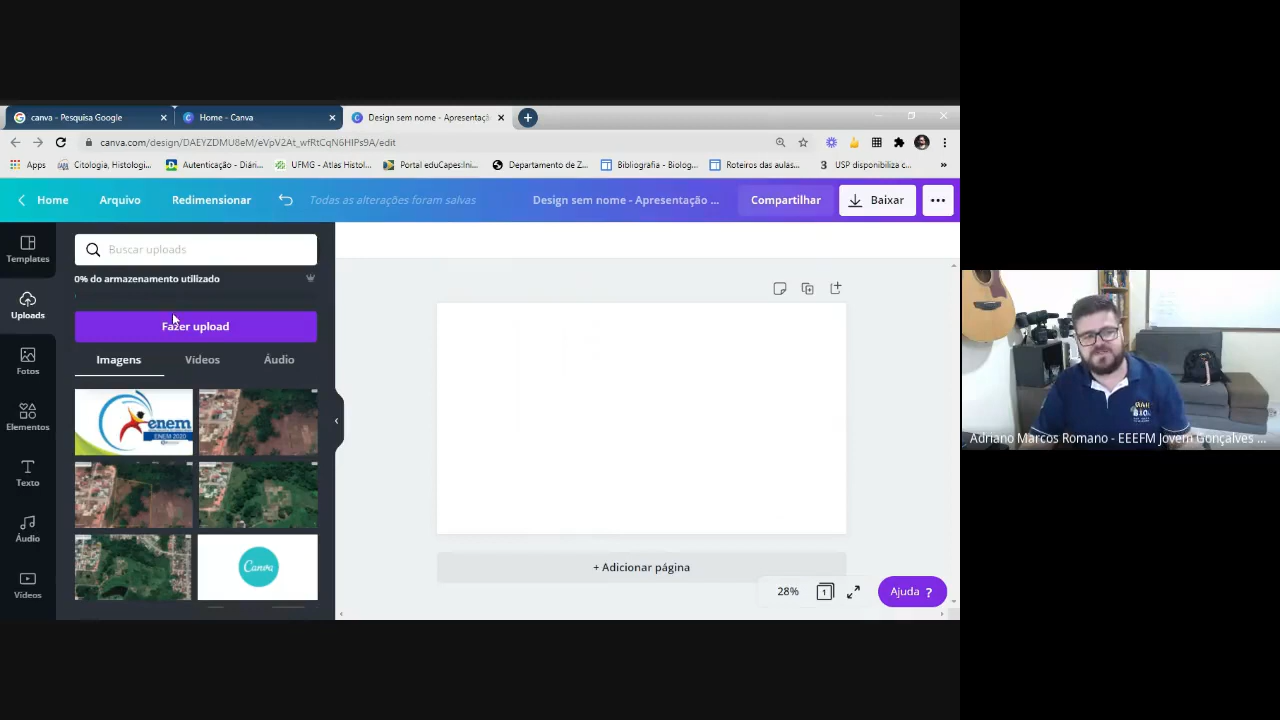 canva - Pesquisa Google
Home - Canva
Design sem nome - Apresentaçã
canva.com/design/DAEYZDMU8eM/eVpV2At_wfRtCqN6HIPs9A/edit
Apps
Citologia, Histologi...
Autenticação - Diári...
UFMG - Atlas Histol...
Portal eduCapes:Ini...
Departamento de Z...
Bibliografia - Biolog...
Roteiros das aulas...
3 USP disponibiliza c...
»
Home
Arquivo
Redimensionar
Todas as alterações foram salvas
Design sem nome - Apresentação ...
Compartilhar
Baixar
...
Templates
Uploads
Fotos
Elementos
Texto
Áudio
Vídeos
Buscar uploads
0% do armazenamento utilizado
Fazer upload
Imagens
Vídeos
Áudio
enem
ENEM 2020
Canva
+ Adicionar página
28%
1
Ajuda ?
BIO
Adriano Marcos Romano - EEEFM Jovem Gonçalves ...